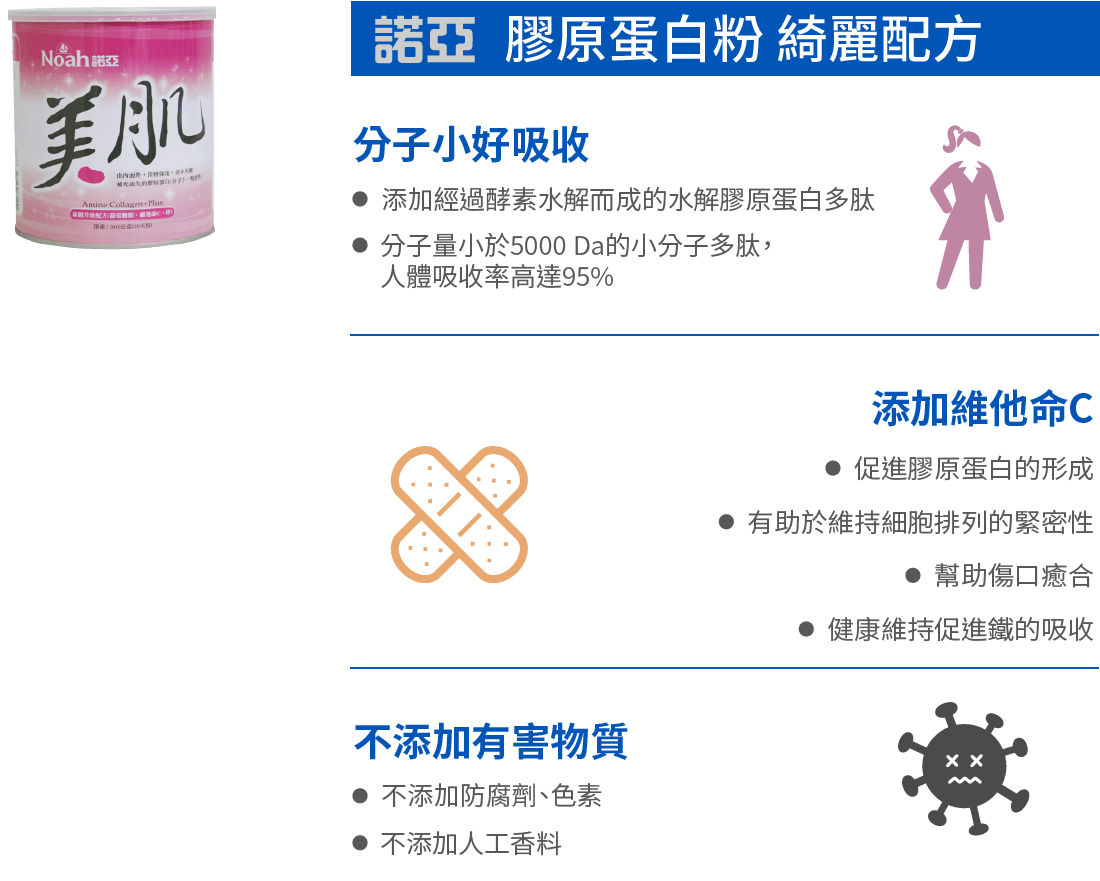 Noah 諾亞
美肌
Amino Collagen+Plus
諾亞 膠原蛋白粉 綺麗配方
分子小好吸收
● 添加經過酵素水解而成的水解膠原蛋白多肽
● 分子量小於5000 Da的小分子多肽，
人體吸收率高達95%
添加維他命C
● 促進膠原蛋白的形成
● 有助於維持細胞排列的緊密性
● 幫助傷口癒合
● 健康維持促進鐵的吸收
不添加有害物質
● 不添加防腐劑、色素
● 不添加人工香料